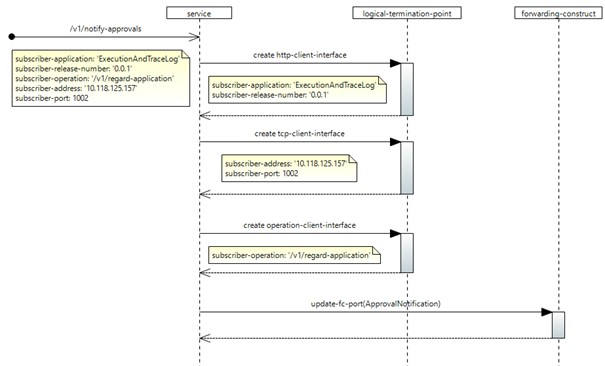 service
logical-termination-point
forwarding-construct
/v1/notify-approvals
subscriber-application: 'ExecutionAndTraceLog'
subscriber-release-number: '0.0.1'
subscriber-operation: '/v1/regard-application'
subscriber-address: '10.118.125.157'
subscriber-port: 1002
create http-client-interface
subscriber-application: 'ExecutionAndTraceLog'
subscriber-release-number: '0.0.1'
create tcp-client-interface
subscriber-address: '10.118.125.157'
subscriber-port: 1002
create operation-client-interface
subscriber-operation: '/v1/regard-application'
update-fc-port(ApprovalNotification)